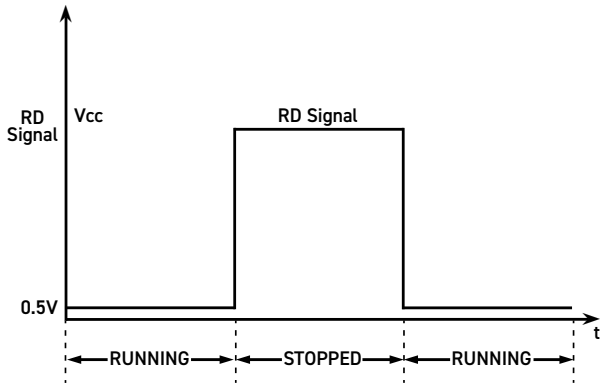 RD
Signal
Vcc
RD Signal
0.5V
t
RUNNING
STOPPED
RUNNING